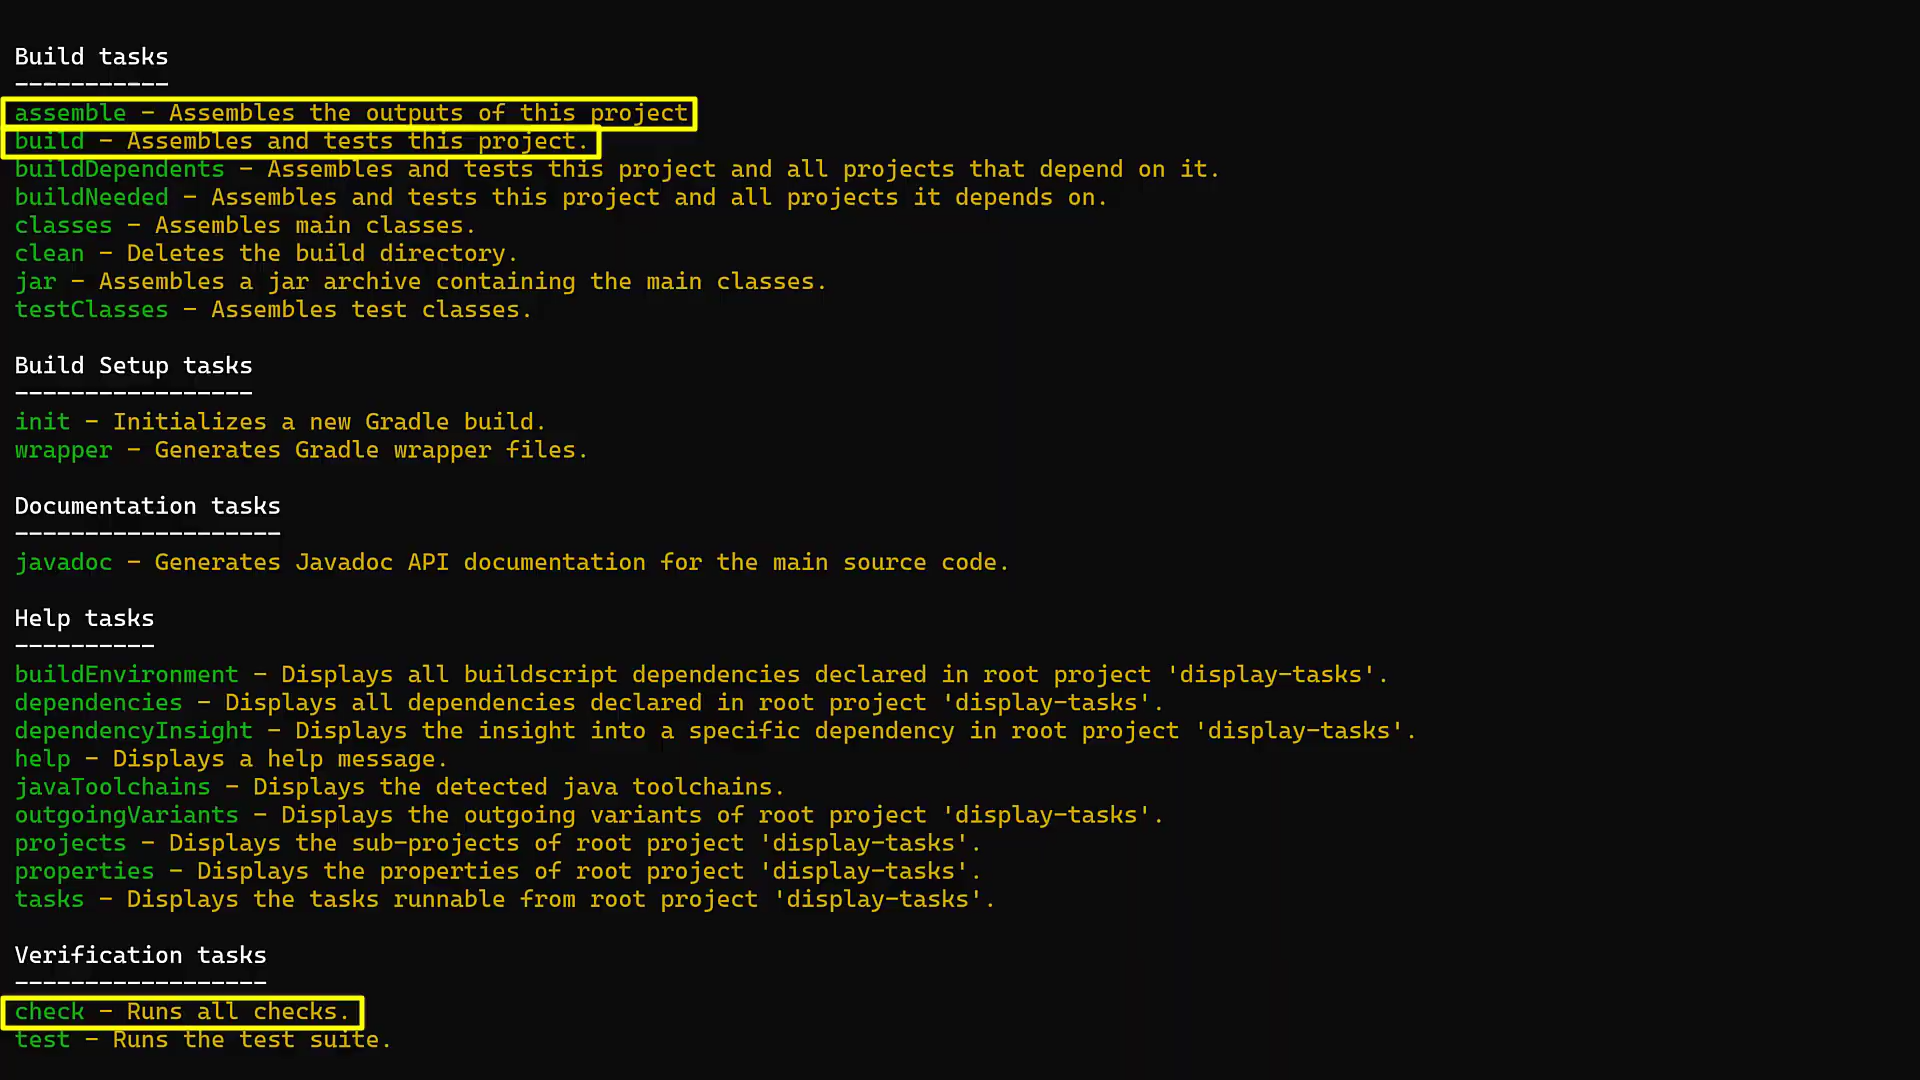 Build tasks
-----------
assemble - Assembles the outputs of this project
build - Assembles and tests this project.
buildDependents - Assembles and tests this project and all projects that depend on it.
buildNeeded - Assembles and tests this project and all projects it depends on.
classes - Assembles main classes.
clean - Deletes the build directory.
jar - Assembles a jar archive containing the main classes.
testClasses - Assembles test classes.
Build Setup tasks
-----------------
init - Initializes a new Gradle build.
wrapper - Generates Gradle wrapper files.
Documentation tasks
-------------------
javadoc - Generates Javadoc API documentation for the main source code.
Help tasks
----------
buildEnvironment - Displays all buildscript dependencies declared in root project 'display-tasks'.
dependencies - Displays all dependencies declared in root project 'display-tasks'.
dependencyInsight - Displays the insight into a specific dependency in root project 'display-tasks'.
help - Displays a help message.
javaToolchains - Displays the detected java toolchains.
outgoingVariants - Displays the outgoing variants of root project 'display-tasks'.
projects - Displays the sub-projects of root project 'display-tasks'.
properties - Displays the properties of root project 'display-tasks'.
tasks - Displays the tasks runnable from root project 'display-tasks'.
Verification tasks
------------------
check - Runs all checks.
test - Runs the test suite.